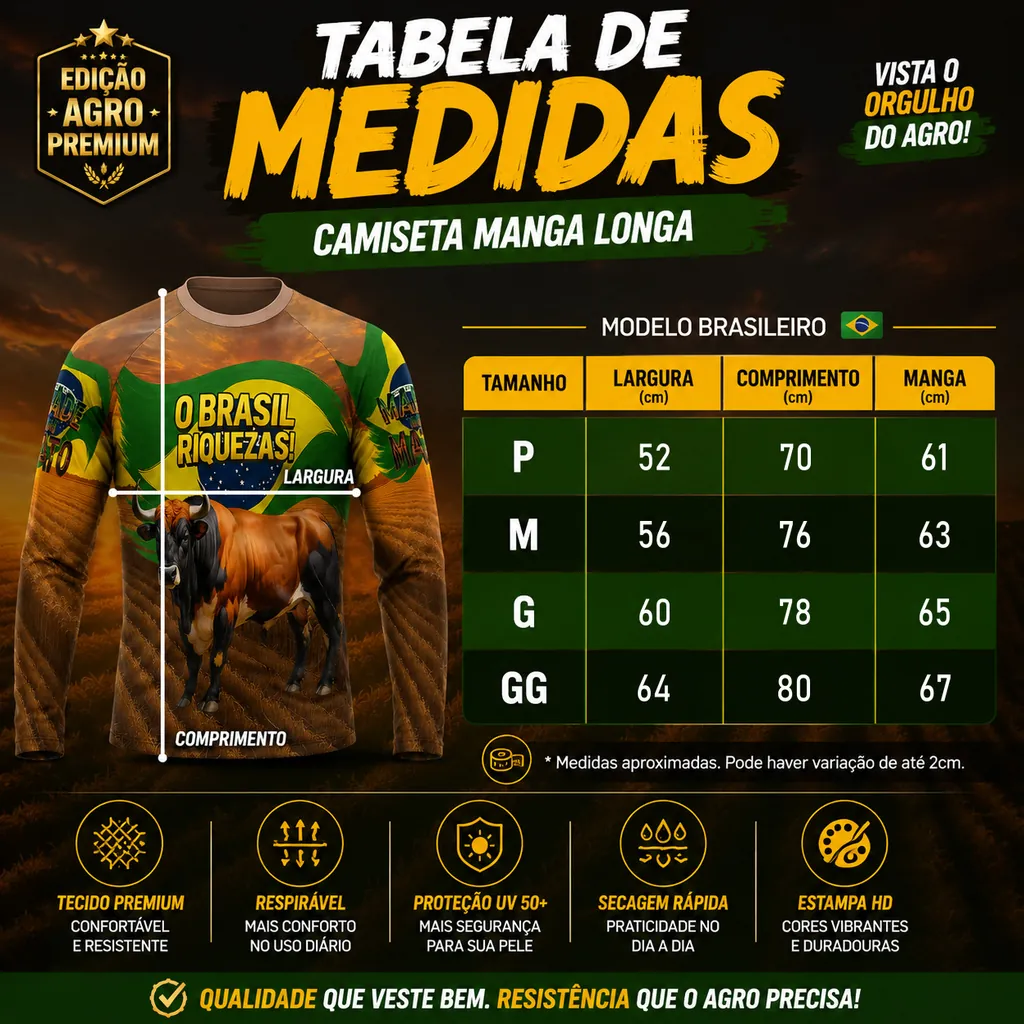 EDIÇÃO
AGRO
PREMIUM
TABELA DE
MEDIDAS
CAMISETA MANGA LONGA
VISTA O
ORGULHO
DO AGRO!
O BRASIL
RIQUEZAS!
LARGURA
COMPRIMENTO
MODELO BRASILEIRO
TAMANHO LARGURA (cm) COMPRIMENTO (cm) MANGA (cm)
P 52 70 61
M 56 76 63
G 60 78 65
GG 64 80 67
* Medidas aproximadas. Pode haver variação de até 2cm.
TECIDO PREMIUM
CONFORTÁVEL
E RESISTENTE
RESPIRÁVEL
MAIS CONFORTO
NO USO DIÁRIO
PROTEÇÃO UV 50+
MAIS SEGURANÇA
PARA SUA PELE
SECAGEM RÁPIDA
PRATICIDADE NO
DIA A DIA
ESTAMPA HD
CORES VIBRANTES
E DURADOURAS
QUALIDADE QUE VESTE BEM. RESISTÊNCIA QUE O AGRO PRECISA!